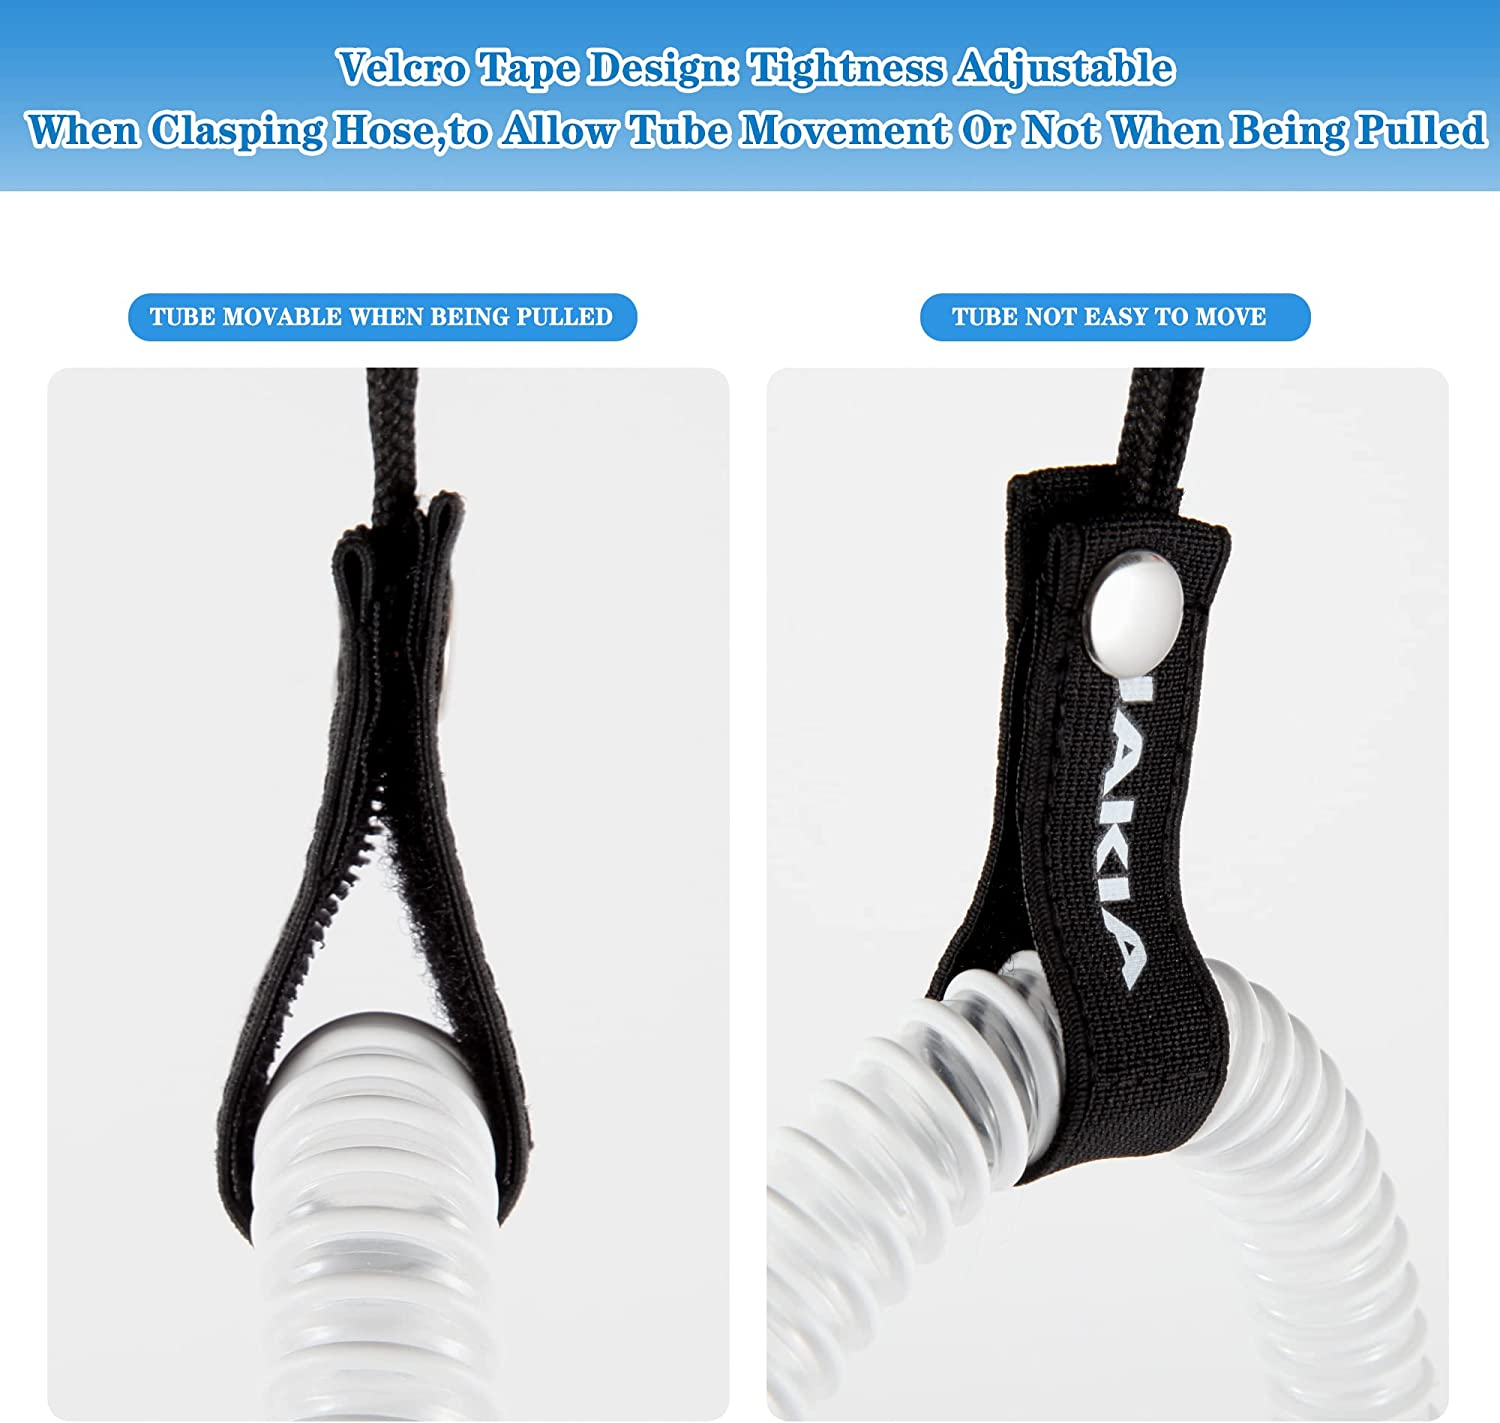 Velcro Tape Design: Tightness Adjustable
When Clasping Hose,to Allow Tube Movement Or Not When Being Pulled
TUBE MOVABLE WHEN BEING PULLED
TUBE NOT EASY TO MOVE
AKIA